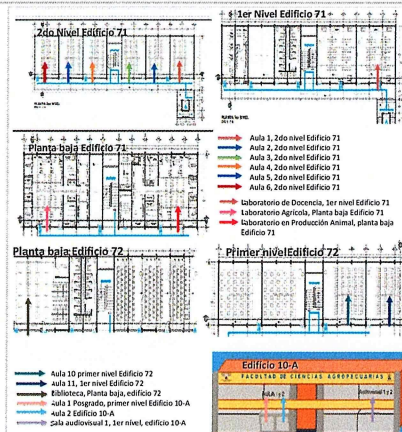 2do Nivel Edificio 71
1er Nivel Edificio 71
Planta baja Edificio 71
Aula 1, 2do nivel Edificio 71
Aula 2, 2do nivel Edificio 71
Aula 3, 2do nivel Edificio 71
Aula 4, 2do nivel Edificio 71
Aula 5, 2do nivel Edificio 71
Aula 6, 2do nivel Edificio 71
Laboratorio de Docencia, 1er nivel Edificio 71
Laboratorio Agrícola, Planta baja Edificio 71
Laboratorio en Producción Animal, planta baja
Edificio 71
Planta baja Edificio 72
Primer nivel Edificio 72
Aula 10 primer nivel Edificio 72
Aula 11, 1er nivel Edificio 72
Biblioteca, Planta baja, edificio 72
Aula 1 Posgrado, primer nivel Edificio 10-A
Aula 2 Edificio 10-A
Sala audiovisual 1, 1er nivel, edificio 10-A
Edificio 10-A
FACULTAD DE CIENCIAS AGROPECUARIAS
AULA 1 y 2
Audiovisual 1 y 2